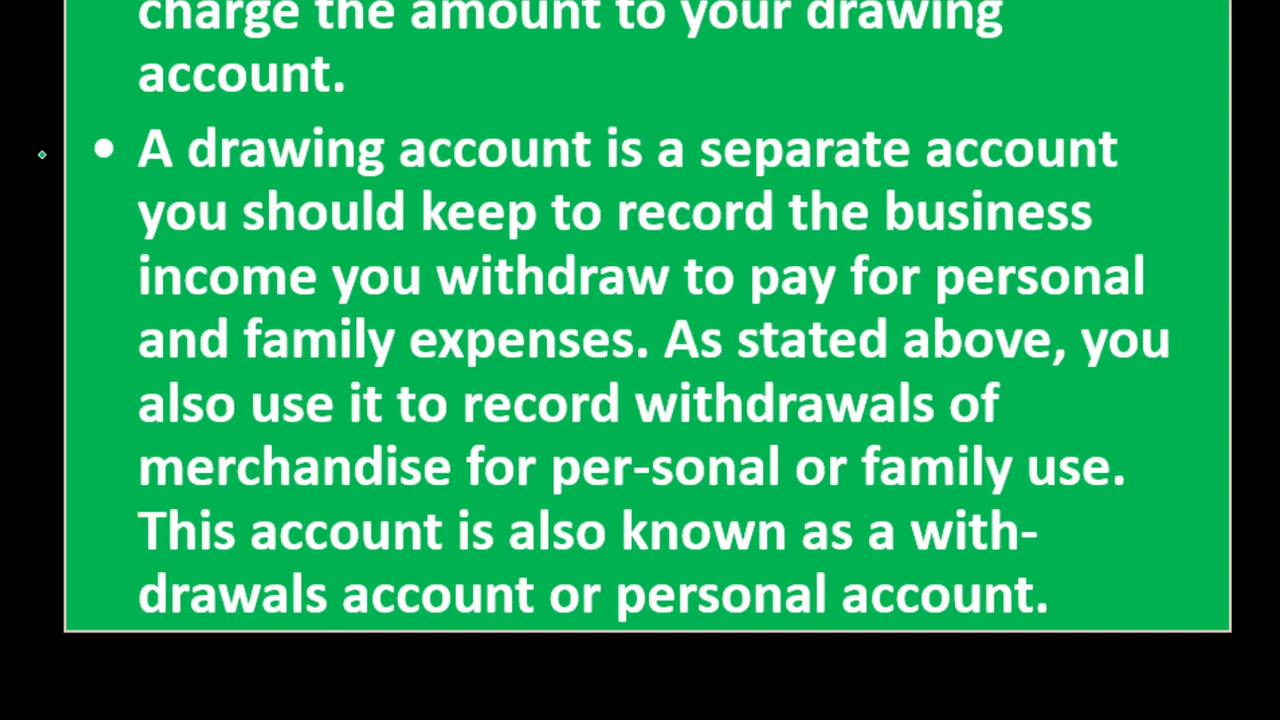 charge the amount to your drawing
account.
• A drawing account is a separate account
you should keep to record the business
income you withdraw to pay for personal
and family expenses. As stated above, you
also use it to record withdrawals of
merchandise for per-sonal or family use.
This account is also known as a with-
drawals account or personal account.